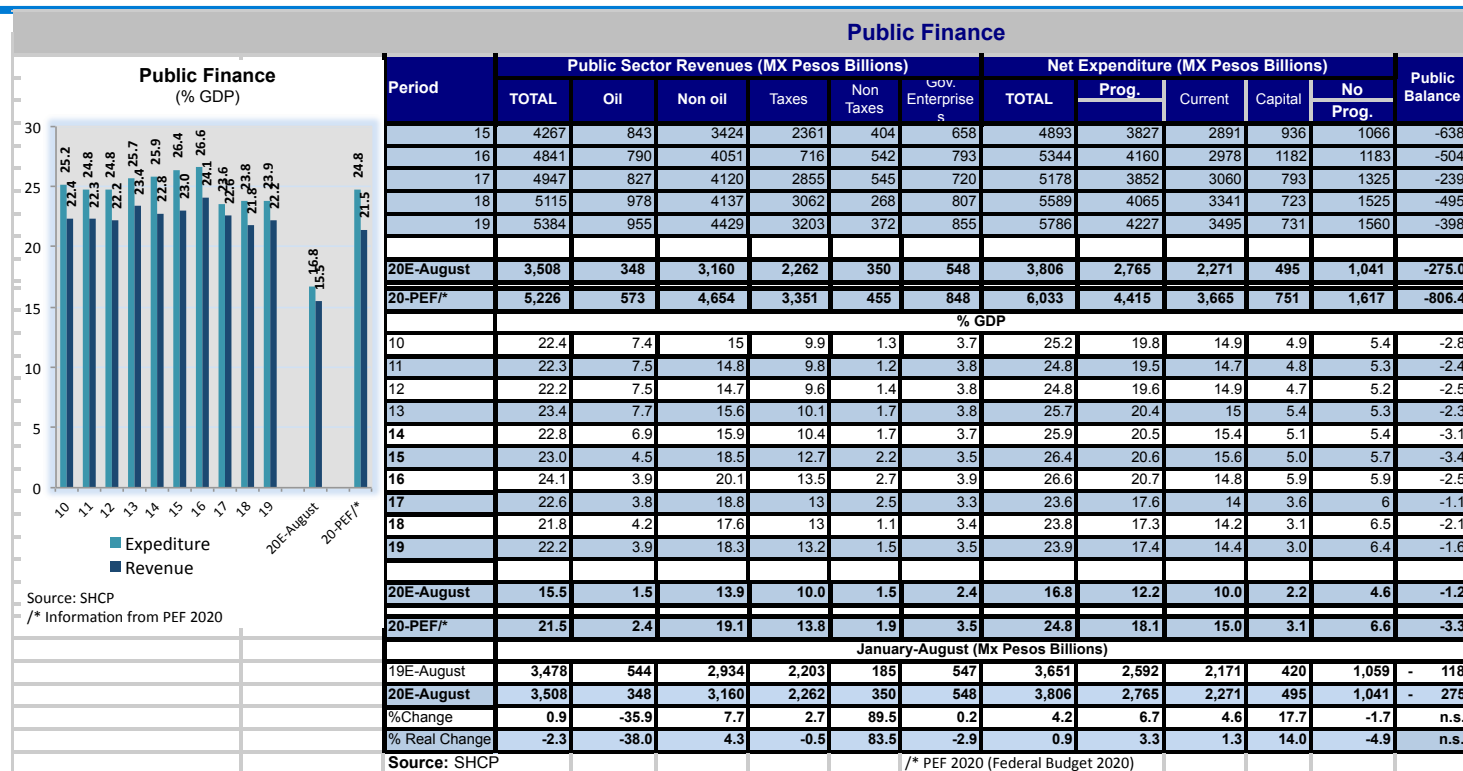 Public Finance
Public Finance
(% GDP)
30
25
20
15
10
5
0
25.2 24.8 24.8 25.7 25.9 26.4 26.6 23.6 23.8 23.9 16.8 24.8
22.4 22.3 22.2 23.4 22.8 23.0 24.1 22.6 21.8 22.2 15.5 21.5
10 11 12 13 14 15 16 17 18 19 20E-August 20-PEF/*
Expediture
Revenue
Source: SHCP
/* Information from PEF 2020
Period Public Sector Revenues (MX Pesos Billions) Net Expenditure (MX Pesos Billions) Public Balance
TOTAL Oil Non oil Taxes Non Taxes Gov. Enterprises TOTAL Prog. Current Capital No Prog.
15 4267 843 3424 2361 404 658 4893 3827 2891 936 1066 -638
16 4841 790 4051 716 542 793 5344 4160 2978 1182 1183 -504
17 4947 827 4120 2855 545 720 5178 3852 3060 793 1325 -239
18 5115 978 4137 3062 268 807 5589 4065 3341 723 1525 -495
19 5384 955 4429 3203 372 855 5786 4227 3495 731 1560 -398
20E-August 3,508 348 3,160 2,262 350 548 3,806 2,765 2,271 495 1,041 -275.0
20-PEF/* 5,226 573 4,654 3,351 455 848 6,033 4,415 3,665 751 1,617 -806.4
% GDP
10 22.4 7.4 15 9.9 1.3 3.7 25.2 19.8 14.9 4.9 5.4 -2.8
11 22.3 7.5 14.8 9.8 1.2 3.8 24.8 19.5 14.7 4.8 5.3 -2.4
12 22.2 7.5 14.7 9.6 1.4 3.8 24.8 19.6 14.9 4.7 5.2 -2.5
13 23.4 7.7 15.6 10.1 1.7 3.8 25.7 20.4 15 5.4 5.3 -2.3
14 22.8 6.9 15.9 10.4 1.7 3.7 25.9 20.5 15.4 5.1 5.4 -3.1
15 23.0 4.5 18.5 12.7 2.2 3.5 26.4 20.6 15.6 5.0 5.7 -3.4
16 24.1 3.9 20.1 13.5 2.7 3.9 26.6 20.7 14.8 5.9 5.9 -2.5
17 22.6 3.8 18.8 13 2.5 3.3 23.6 17.6 14 3.6 6 -1.1
18 21.8 4.2 17.6 13 1.1 3.4 23.8 17.3 14.2 3.1 6.5 -2.1
19 22.2 3.9 18.3 13.2 1.5 3.5 23.9 17.4 14.4 3.0 6.4 -1.6
20E-August 15.5 1.5 13.9 10.0 1.5 2.4 16.8 12.2 10.0 2.2 4.6 -1.2
20-PEF/* 21.5 2.4 19.1 13.8 1.9 3.5 24.8 18.1 15.0 3.1 6.6 -3.3
January-August (Mx Pesos Billions)
19E-August 3,478 544 2,934 2,203 185 547 3,651 2,592 2,171 420 1,059 - 118
20E-August 3,508 348 3,160 2,262 350 548 3,806 2,765 2,271 495 1,041 - 275
%Change 0.9 -35.9 7.7 2.7 89.5 0.2 4.2 6.7 4.6 17.7 -1.7 n.s.
% Real Change -2.3 -38.0 4.3 -0.5 83.5 -2.9 0.9 3.3 1.3 14.0 -4.9 n.s.
Source: SHCP /* PEF 2020 (Federal Budget 2020)